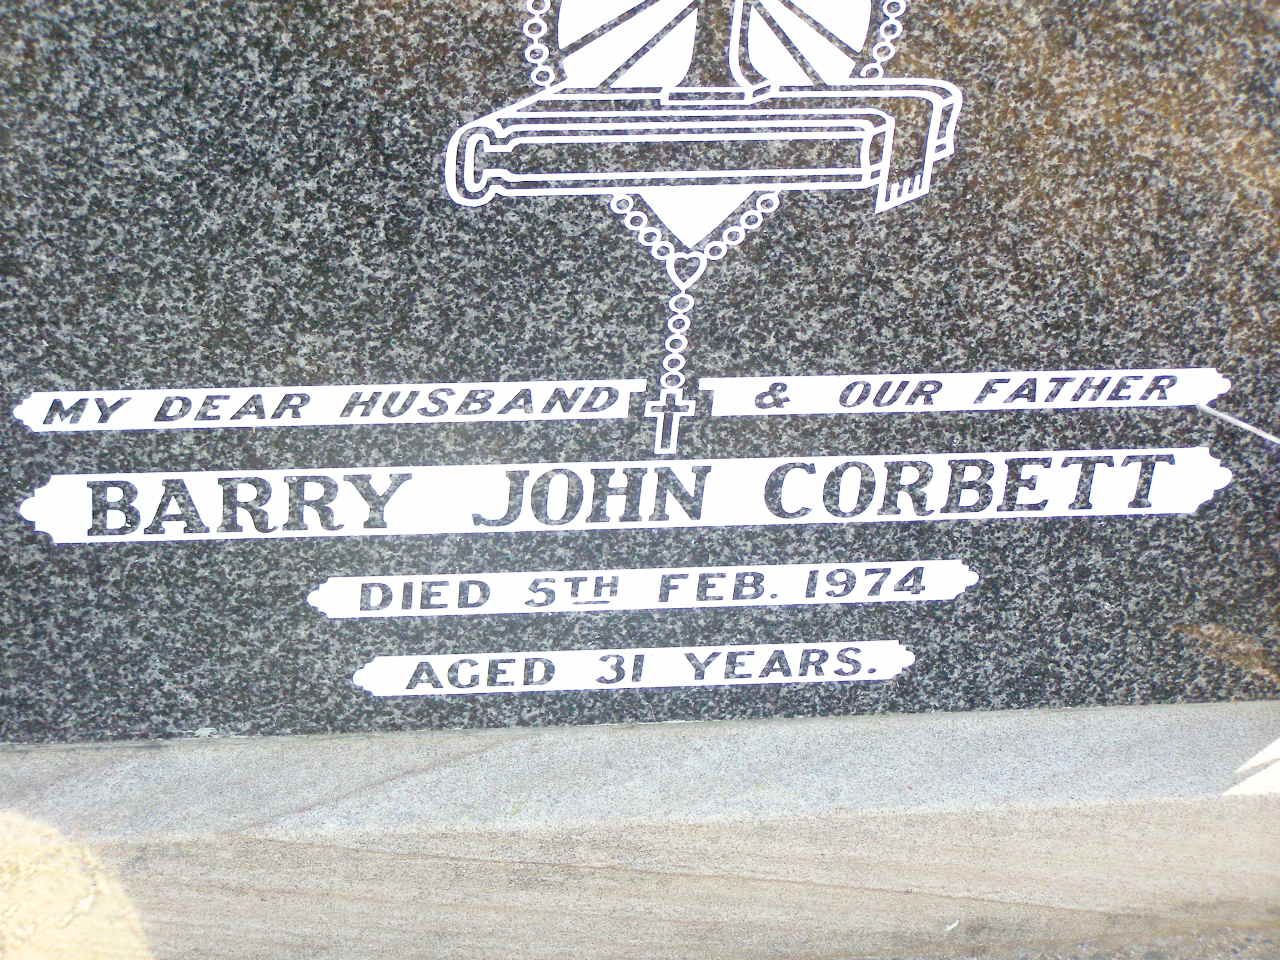 MY DEAR HUSBAND & OUR FATHER
BARRY JOHN CORBETT
DIED 5TH FEB. 1974
AGED 31 YEARS.